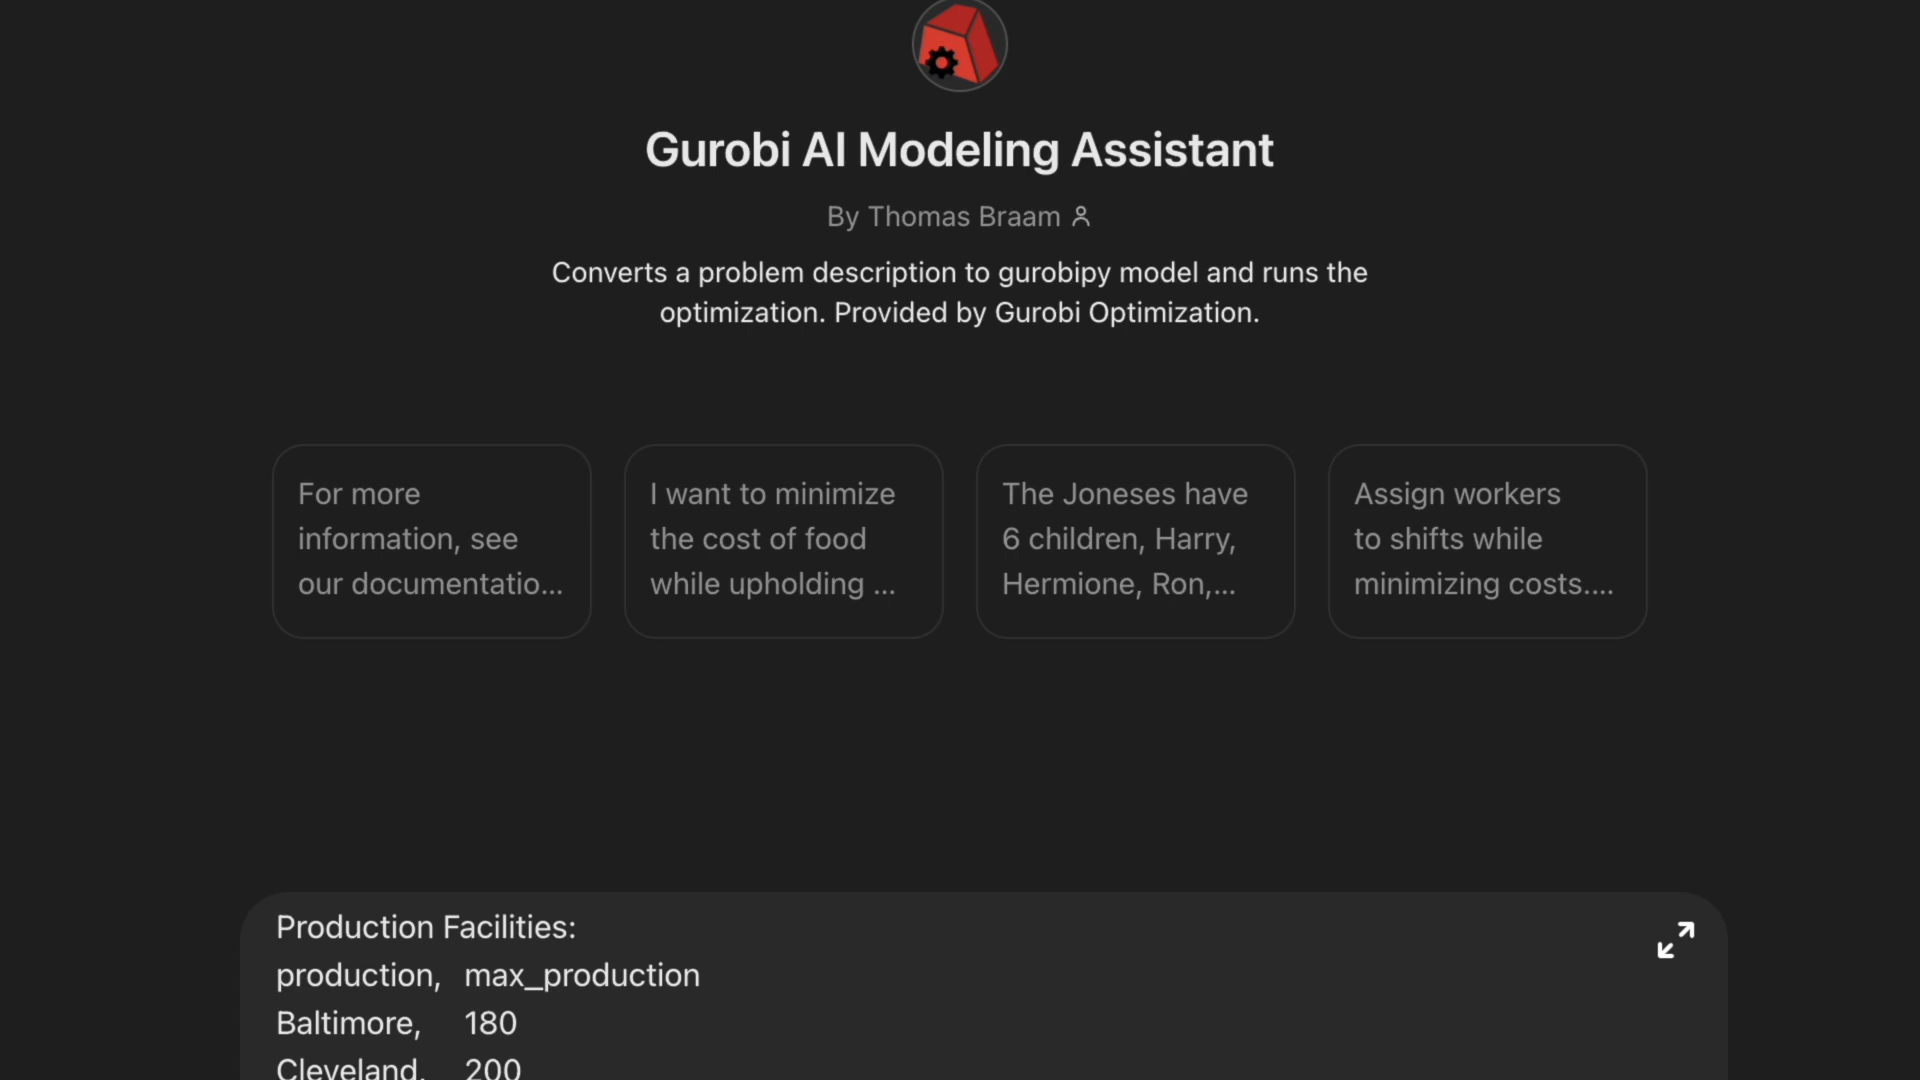 Gurobi AI Modeling Assistant
By Thomas Braam
Converts a problem description to gurobipy model and runs the
optimization. Provided by Gurobi Optimization.
For more
information, see
our documentatio...
I want to minimize
the cost of food
while upholding ...
The Joneses have
6 children, Harry,
Hermione, Ron,...
Assign workers
to shifts while
minimizing costs....
Production Facilities:
production, max_production
Baltimore, 180
Cleveland, 200